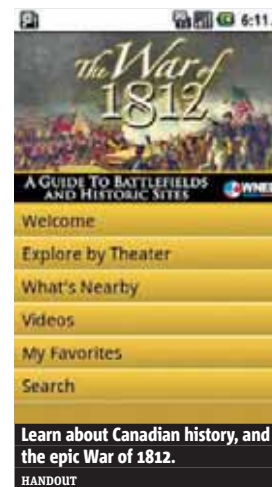 6:11
The War of
1812
A GUIDE TO BATTLEFIELDS
AND HISTORIC SITES
WNED
Welcome
Explore by Theater
What's Nearby
Videos
My Favorites
Search
Learn about Canadian history, and
the epic War of 1812.
HANDOUT